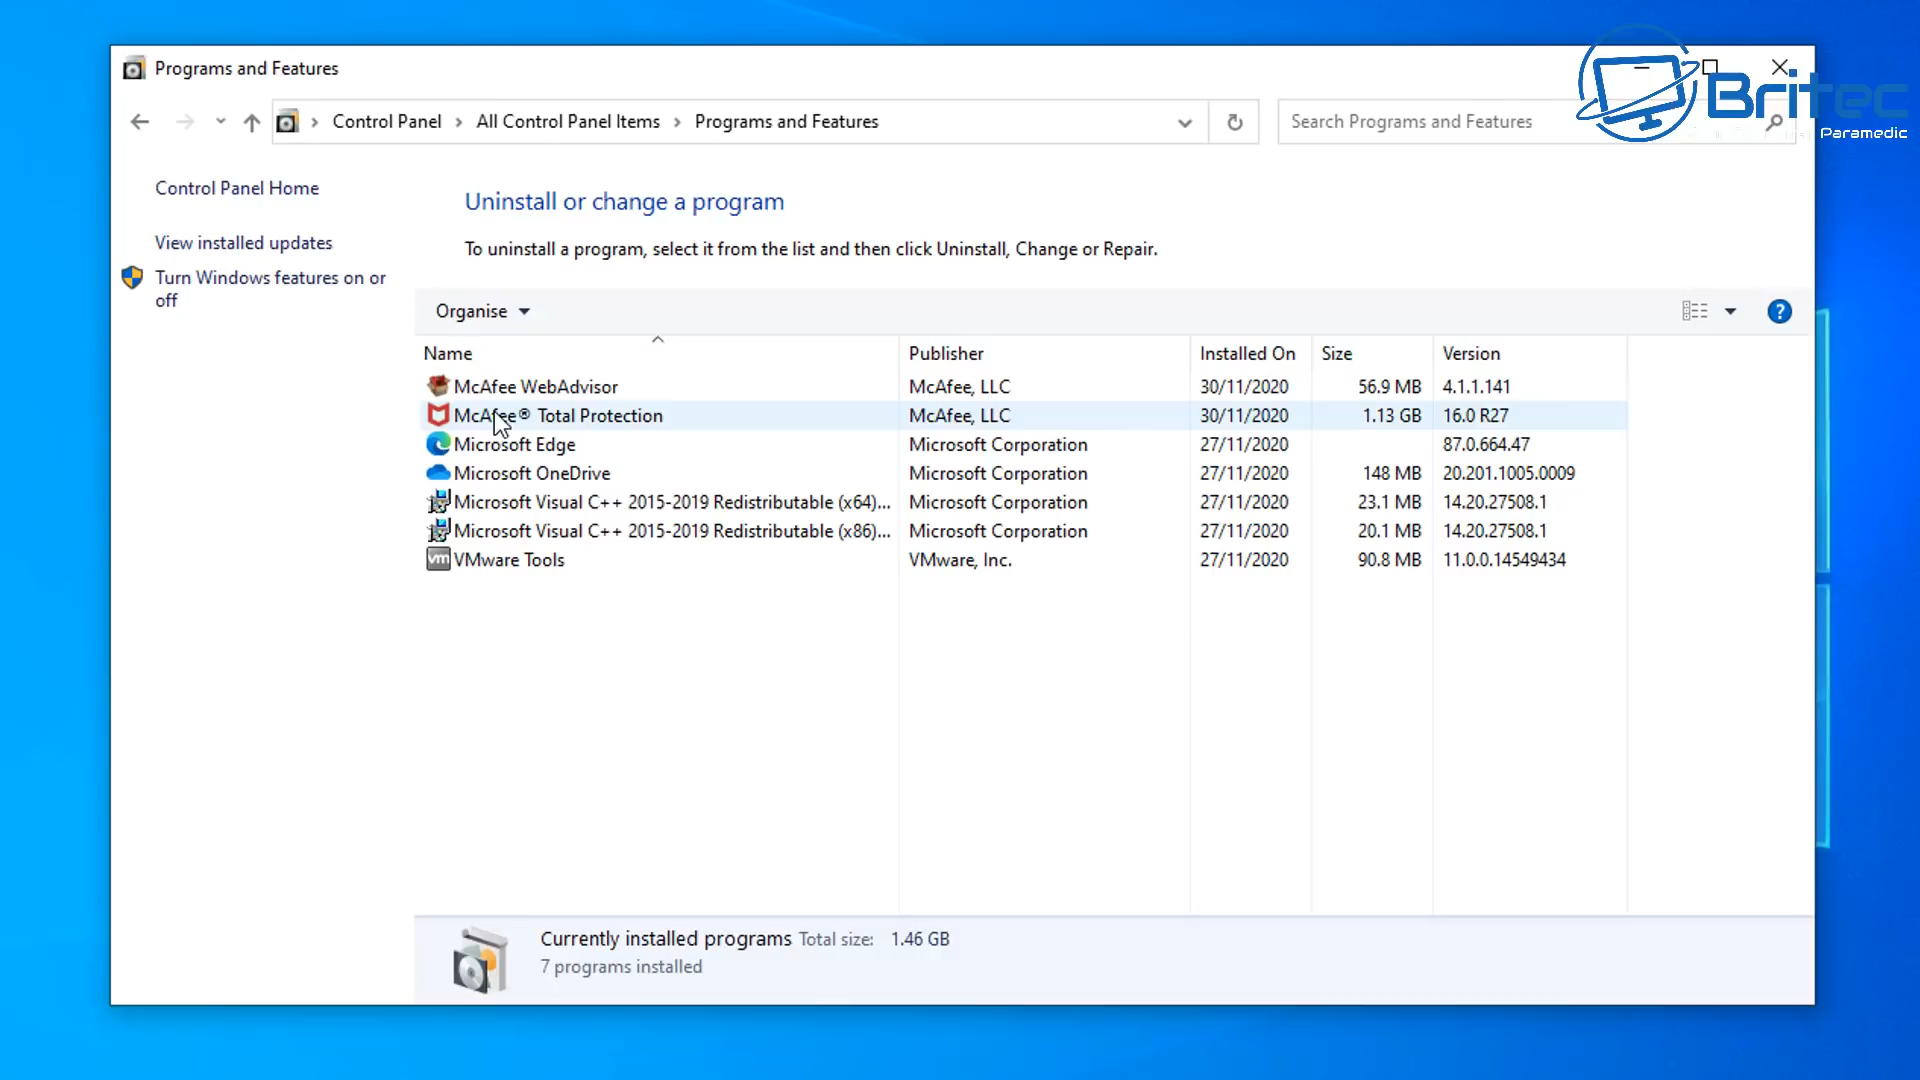 Programs and Features
Britec
Paramedic
Control Panel All Control Panel Items Programs and Features
Search Programs and Features
Control Panel Home
View installed updates
Turn Windows features on or
off
Uninstall or change a program
To uninstall a program, select it from the list and then click Uninstall, Change or Repair.
Organise
Name Publisher Installed On Size Version
McAfee WebAdvisor McAfee, LLC 30/11/2020 56.9 MB 4.1.1.141
McAfee® Total Protection McAfee, LLC 30/11/2020 1.13 GB 16.0 R27
Microsoft Edge Microsoft Corporation 27/11/2020 87.0.664.47
Microsoft OneDrive Microsoft Corporation 27/11/2020 148 MB 20.201.1005.0009
Microsoft Visual C++ 2015-2019 Redistributable (x64)... Microsoft Corporation 27/11/2020 23.1 MB 14.20.27508.1
Microsoft Visual C++ 2015-2019 Redistributable (x86)... Microsoft Corporation 27/11/2020 20.1 MB 14.20.27508.1
vm VMware Tools VMware, Inc. 27/11/2020 90.8 MB 11.0.0.14549434
Currently installed programs Total size: 1.46 GB
7 programs installed